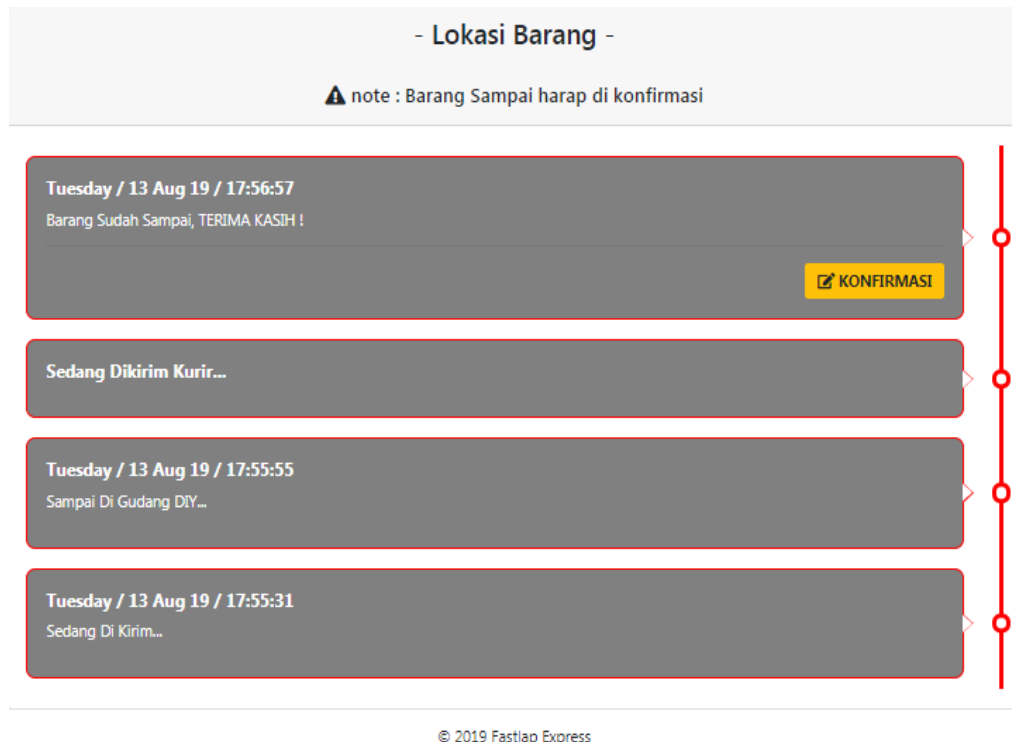 - Lokasi Barang -
note : Barang Sampai harap di konfirmasi
Tuesday / 13 Aug 19 / 17:56:57
Barang Sudah Sampai, TERIMA KASIH !
KONFIRMASI
Sedang Dikirim Kurir...
Tuesday / 13 Aug 19 / 17:55:55
Sampai Di Gudang DIY...
Tuesday / 13 Aug 19 / 17:55:31
Sedang Di Kirim...
© 2019 Fastlap Express